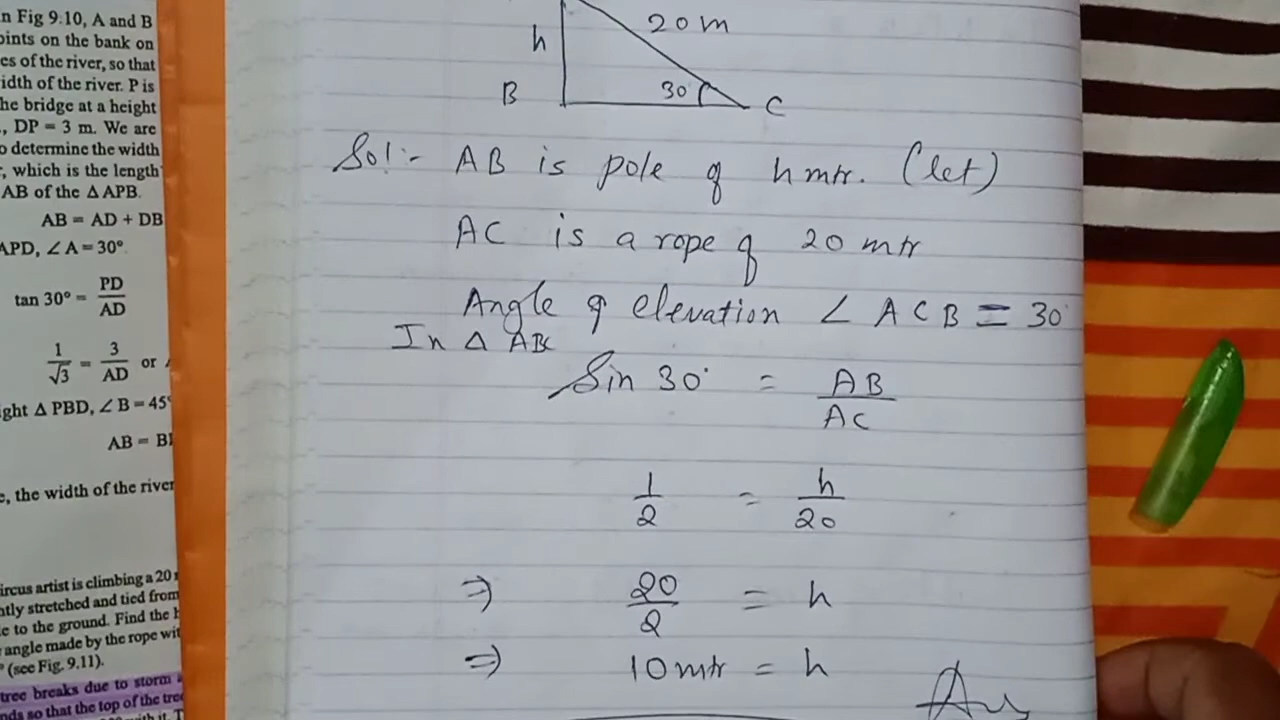 n Fig 9.10, A and B
oints on the bank on
es of the river, so that
idth of the river. P is
he bridge at a height
., DP = 3 m. We are
o determine the width
r, which is the length
AB of the Δ APB.
AB = AD + DB
APD, ∠ A = 30°
tan 30° = PD/AD
1/√3 = 3/AD or
ight Δ PBD, ∠ B = 45°
AB = B
e, the width of the river
ircus artist is climbing a 20
htly stretched and tied from
e to the ground. Find the h
angle made by the rope wit
° (see Fig. 9.11).
tree breaks due to storm a
nds so that the top of the tree
with it. T
20 m
h
B 30° C
Sol:- AB is pole of h mtr. (let)
AC is a rope of 20 mtr
Angle of elevation ∠ ACB = 30°
In Δ ABC
Sin 30° = AB/AC
1/2 = h/20
⇒ 20/2 = h
⇒ 10 mtr = h
Ans